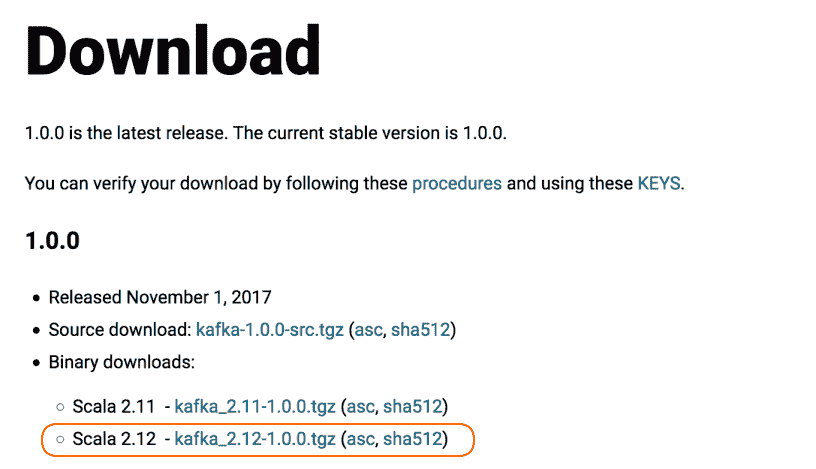 Download
1.0.0 is the latest release. The current stable version is 1.0.0.
You can verify your download by following these procedures and using these KEYS.
1.0.0
Released November 1, 2017
Source download: kafka-1.0.0-src.tgz (asc, sha512)
Binary downloads:
Scala 2.11 - kafka_2.11-1.0.0.tgz (asc, sha512)
Scala 2.12 - kafka_2.12-1.0.0.tgz (asc, sha512)